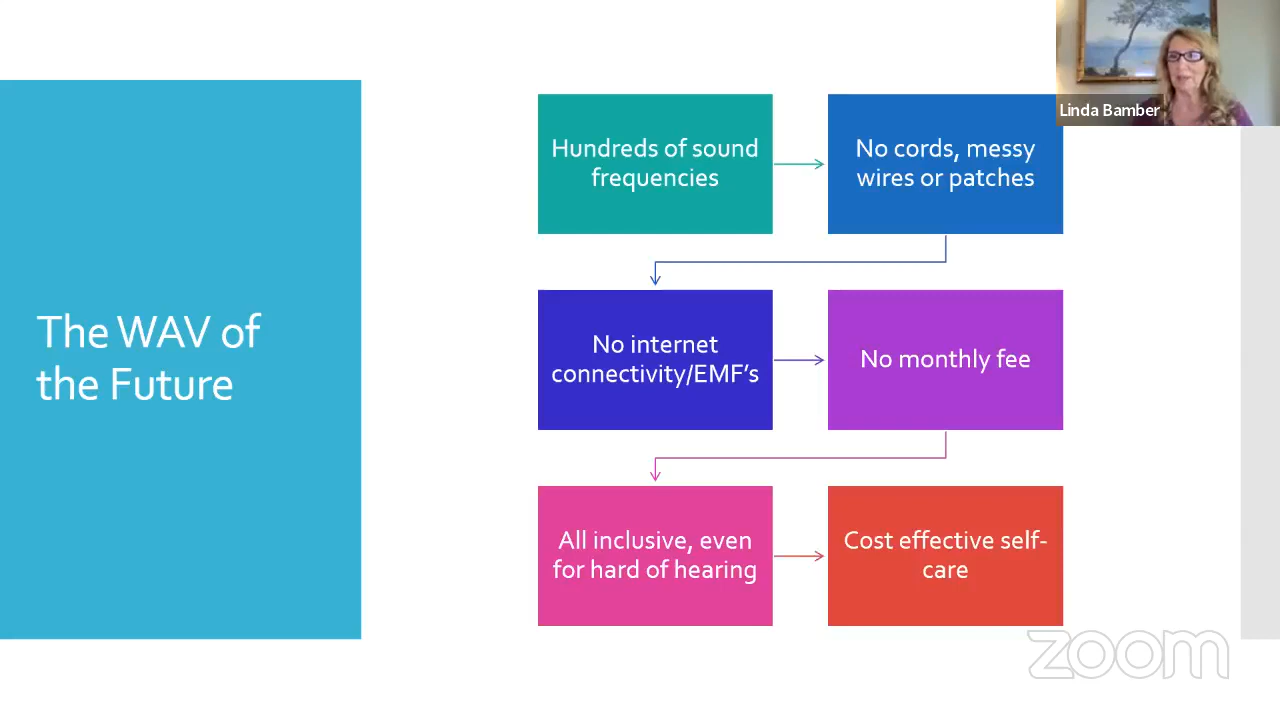 Linda Bamber
The WAV of
the Future
Hundreds of sound
frequencies
No cords, messy
wires or patches
No internet
connectivity/EMF's
No monthly fee
All inclusive, even
for hard of hearing
Cost effective self-
care
zoom